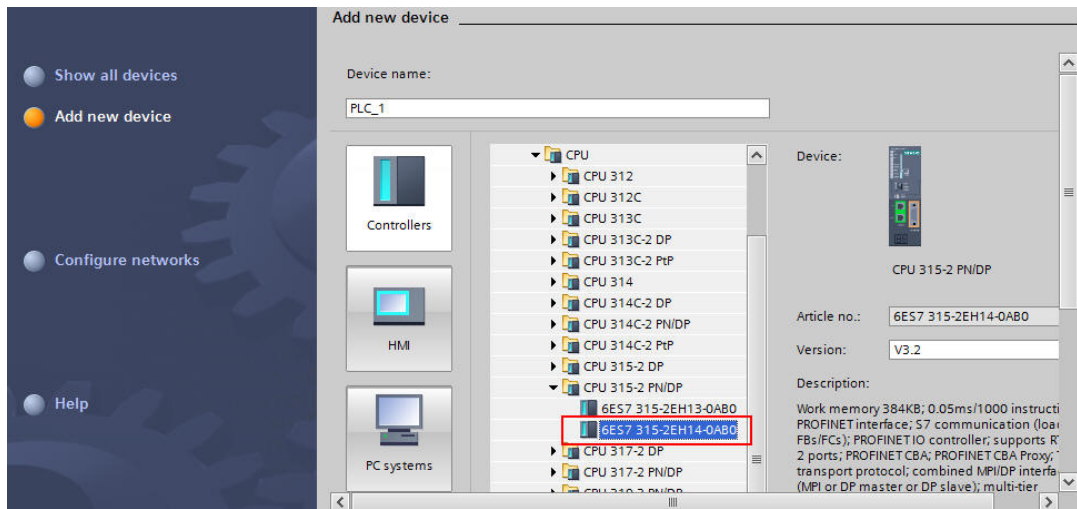 Add new device
Show all devices
Add new device
Configure networks
Help
Device name:
PLC_1
Controllers
HMI
PC systems
CPU
CPU 312
CPU 312C
CPU 313C
CPU 313C-2 DP
CPU 313C-2 PtP
CPU 314
CPU 314C-2 DP
CPU 314C-2 PN/DP
CPU 314C-2 PtP
CPU 315-2 DP
CPU 315-2 PN/DP
6ES7 315-2EH13-0AB0
6ES7 315-2EH14-0AB0
CPU 317-2 DP
CPU 317-2 PN/DP
Device:
CPU 315-2 PN/DP
Article no.: 6ES7 315-2EH14-0AB0
Version: V3.2
Description:
Work memory 384KB; 0.05ms/1000 instructi
PROFINET interface; S7 communication (loa
FBs/FCs); PROFINET IO controller; supports R
2 ports; PROFINET CBA; PROFINET CBA Proxy;
transport protocol; combined MPI/DP interfa
(MPI or DP master or DP slave); multi-tier